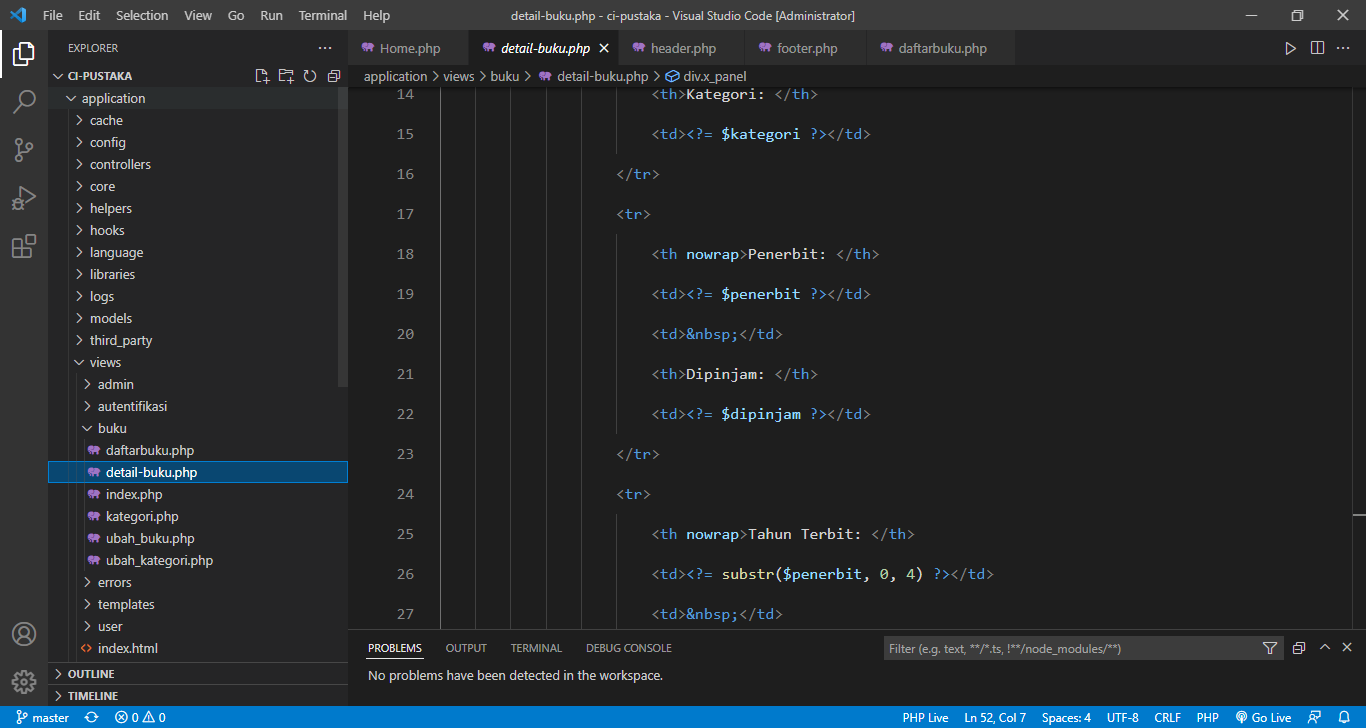 File Edit Selection View Go Run Terminal Help
detail-buku.php - ci-pustaka - Visual Studio Code [Administrator]
EXPLORER
CI-PUSTAKA
application
cache
config
controllers
core
helpers
hooks
language
libraries
logs
models
third_party
views
admin
autentifikasi
buku
daftarbuku.php
detail-buku.php
index.php
kategori.php
ubah_buku.php
ubah_kategori.php
errors
templates
user
index.html
OUTLINE
TIMELINE
Home.php detail-buku.php header.php footer.php daftarbuku.php
application > views > buku > detail-buku.php > div.x_panel
14 <th>Kategori: </th>
15 <td><?= $kategori ?></td>
16 </tr>
17 <tr>
18 <th nowrap>Penerbit: </th>
19 <td><?= $penerbit ?></td>
20 <td>&nbsp;</td>
21 <th>Dipinjam: </th>
22 <td><?= $dipinjam ?></td>
23 </tr>
24 <tr>
25 <th nowrap>Tahun Terbit: </th>
26 <td><?= substr($penerbit, 0, 4) ?></td>
27 <td>&nbsp;</td>
PROBLEMS OUTPUT TERMINAL DEBUG CONSOLE
Filter (e.g. text, **/*.ts, !**/node_modules/**)
No problems have been detected in the workspace.
master 0 0 PHP Live Ln 52, Col 7 Spaces: 4 UTF-8 CRLF PHP Go Live